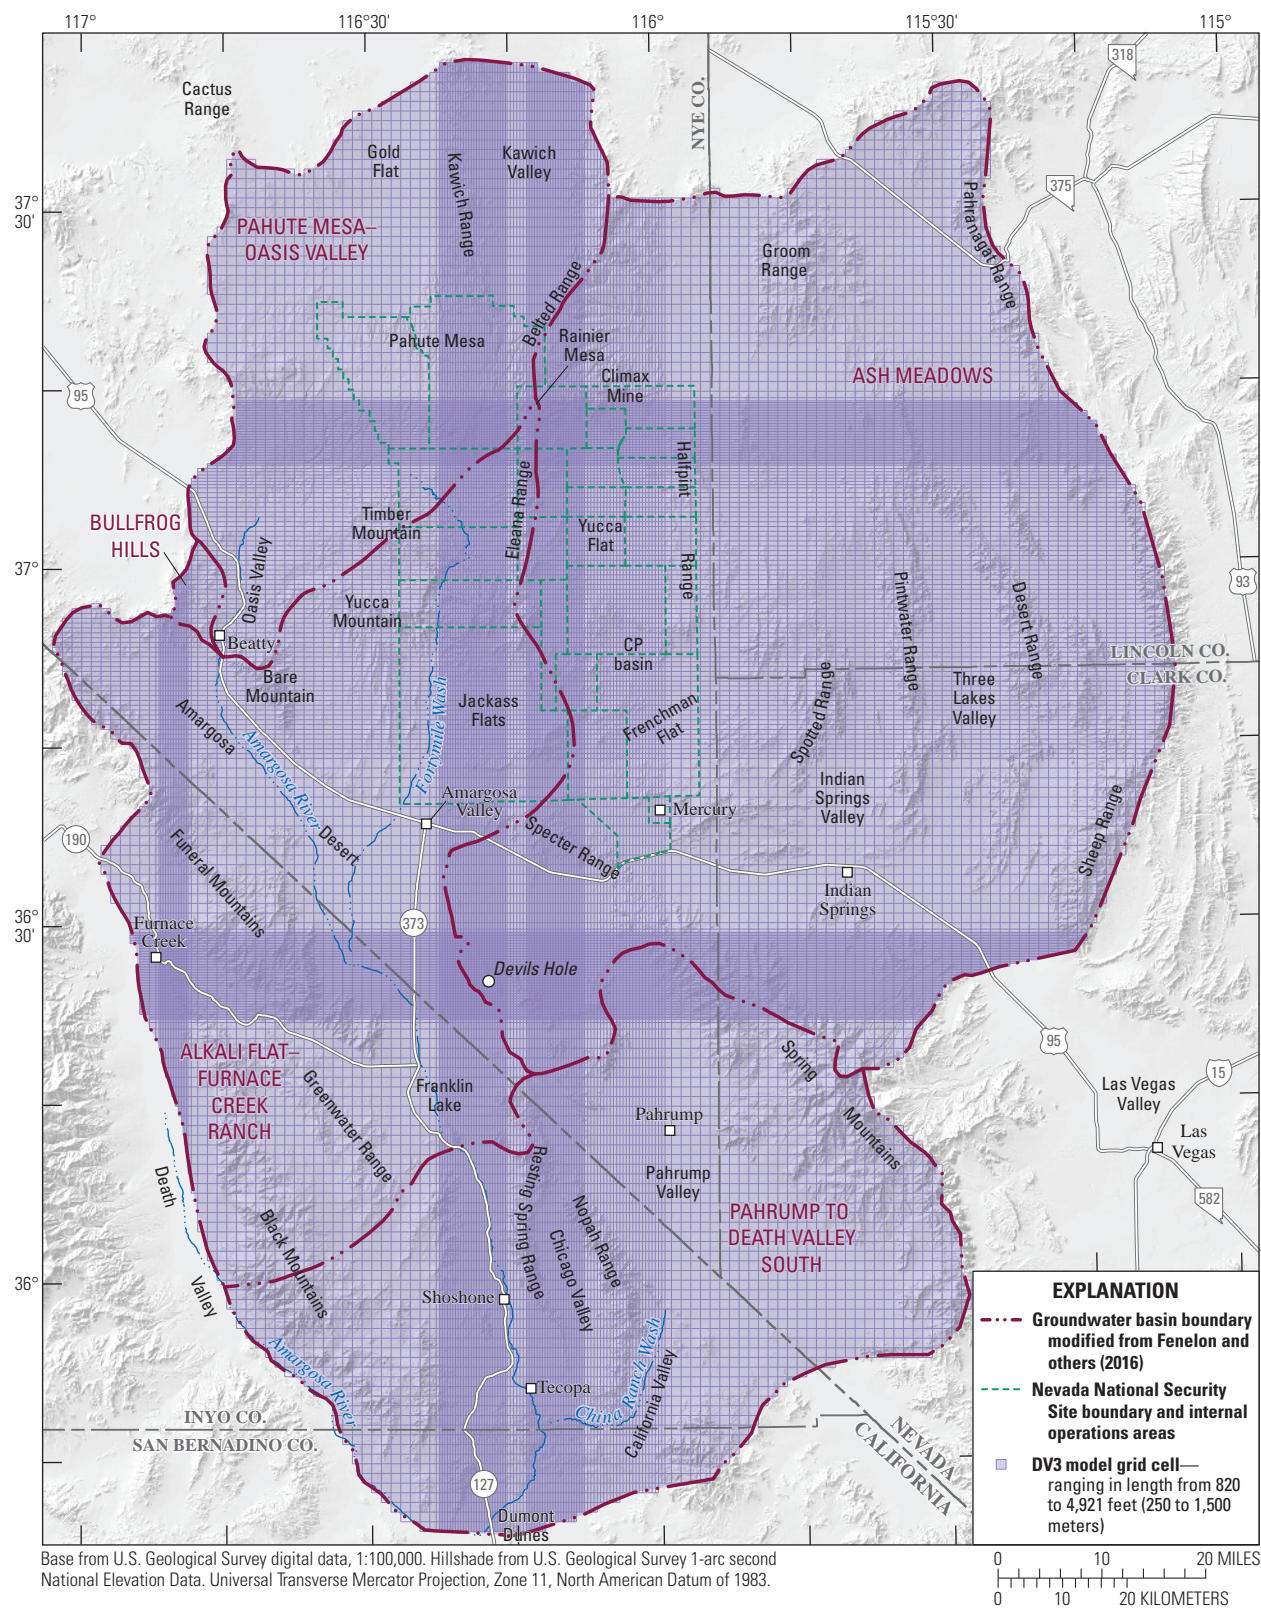 117°
116°30'
116°
115°30'
115°
318
Cactus
Range
NYE CO.
Gold
Flat
Kawich Range
Kawich
Valley
375
37°
30'
PAHUTE MESA–
OASIS VALLEY
Pahranagat Range
Groom
Range
Belted Range
Pahute Mesa
Rainier
Mesa
Climax
Mine
ASH MEADOWS
95
Halfpint
Range
Eleana Range
BULLFROG
HILLS
Timber
Mountain
Yucca
Flat
Oasis Valley
37°
93
Pintwater Range
Desert Range
Yucca
Mountain
Beatty
CP
basin
LINCOLN CO.
CLARK CO.
Bare
Mountain
Three
Lakes
Valley
Jackass
Flats
Fortymile Wash
Frenchman
Flat
Spotted Range
Amargosa
Desert
Amargosa River
Indian
Springs
Valley
Amargosa
Valley
Mercury
Sheep Range
190
Funeral Mountains
Specter Range
Indian
Springs
36°
30'
Furnace
Creek
373
Devils Hole
95
ALKALI FLAT–
FURNACE
CREEK
RANCH
Spring
Mountains
15
Franklin
Lake
Greenwater Range
Las Vegas
Valley
Pahrump
Las
Vegas
Death
Valley
Resting Spring Range
Pahrump
Valley
582
PAHRUMP TO
DEATH VALLEY
SOUTH
Black Mountains
Nopah Range
Chicago Valley
36°
Shoshone
Amargosa River
China Ranch Wash
California Valley
Tecopa
INYO CO.
SAN BERNADINO CO.
NEVADA
CALIFORNIA
127
Dumont
Dunes
EXPLANATION
Groundwater basin boundary
modified from Fenelon and
others (2016)
Nevada National Security
Site boundary and internal
operations areas
DV3 model grid cell—
ranging in length from 820
to 4,921 feet (250 to 1,500
meters)
Base from U.S. Geological Survey digital data, 1:100,000. Hillshade from U.S. Geological Survey 1-arc second
National Elevation Data. Universal Transverse Mercator Projection, Zone 11, North American Datum of 1983.
0 10 20 MILES
0 10 20 KILOMETERS